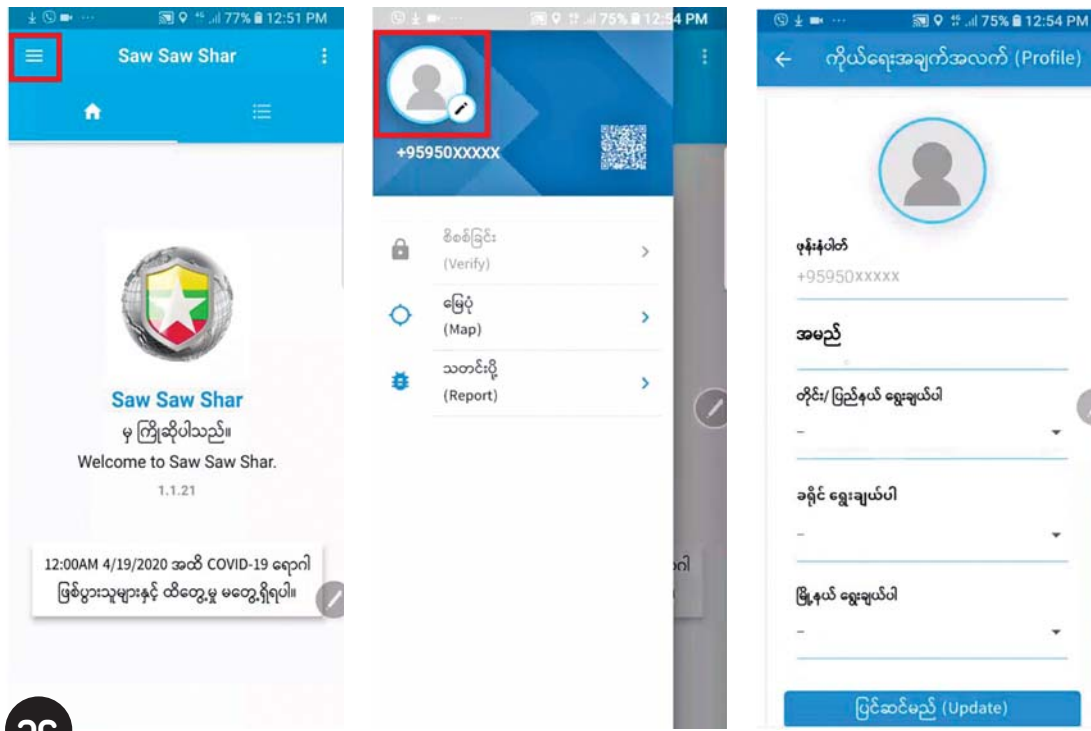 77% 12:51 PM
Saw Saw Shar
Saw Saw Shar
မှ ကြိုဆိုပါသည်။
Welcome to Saw Saw Shar.
1.1.21
12:00AM 4/19/2020 အထိ COVID-19 ရောဂါ
ဖြစ်ပွားသူများနှင့် ထိတွေ့မှု မတွေ့ရှိရပါ။
75% 12:54 PM
+95950XXXXX
စိစစ်ခြင်း
(Verify)
မြေပုံ
(Map)
သတင်းပို့
(Report)
75% 12:54 PM
ကိုယ်ရေးအချက်အလက် (Profile)
ဖုန်းနံပါတ်
+95950XXXXX
အမည်
တိုင်း/ ပြည်နယ် ရွေးချယ်ပါ
–
ခရိုင် ရွေးချယ်ပါ
–
မြို့နယ် ရွေးချယ်ပါ
–
ပြင်ဆင်မည် (Update)